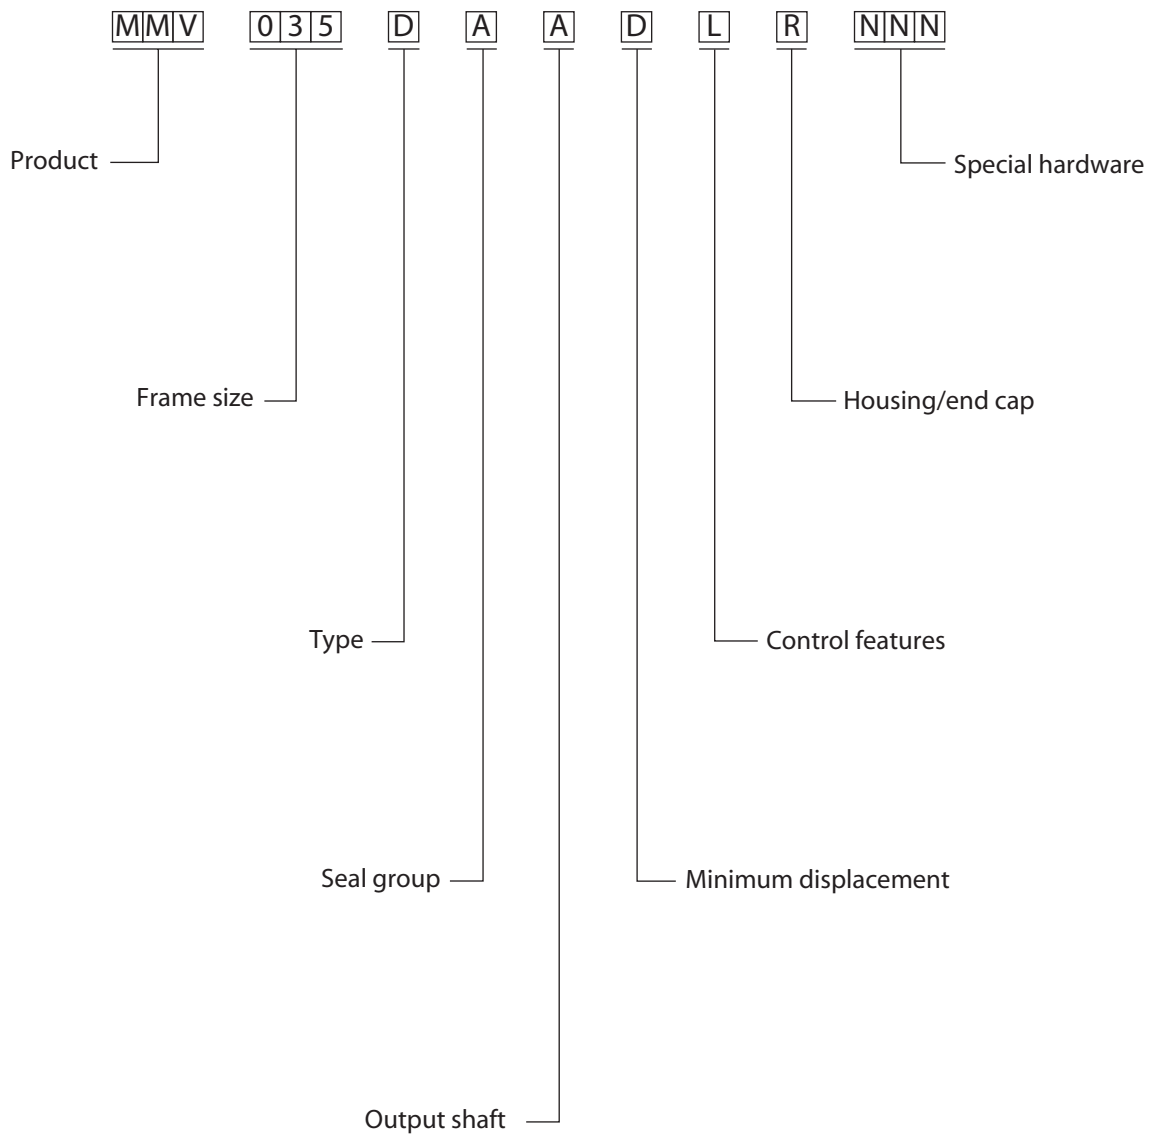 MMV 035 D A A D L R NNN
Product
Special hardware
Frame size
Housing/end cap
Type
Control features
Seal group
Minimum displacement
Output shaft